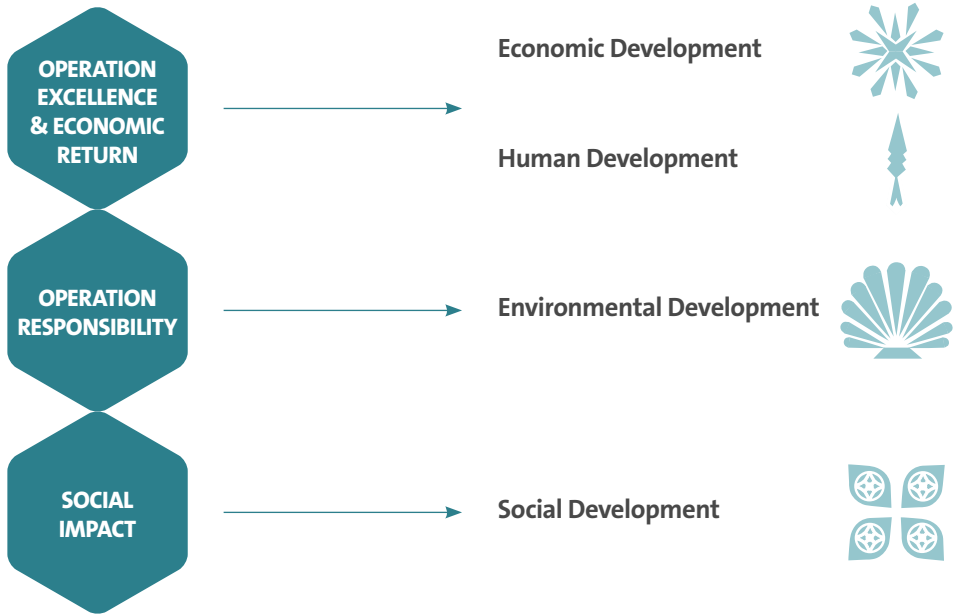 OPERATION
EXCELLENCE
& ECONOMIC
RETURN
Economic Development
Human Development
OPERATION
RESPONSIBILITY
Environmental Development
SOCIAL
IMPACT
Social Development